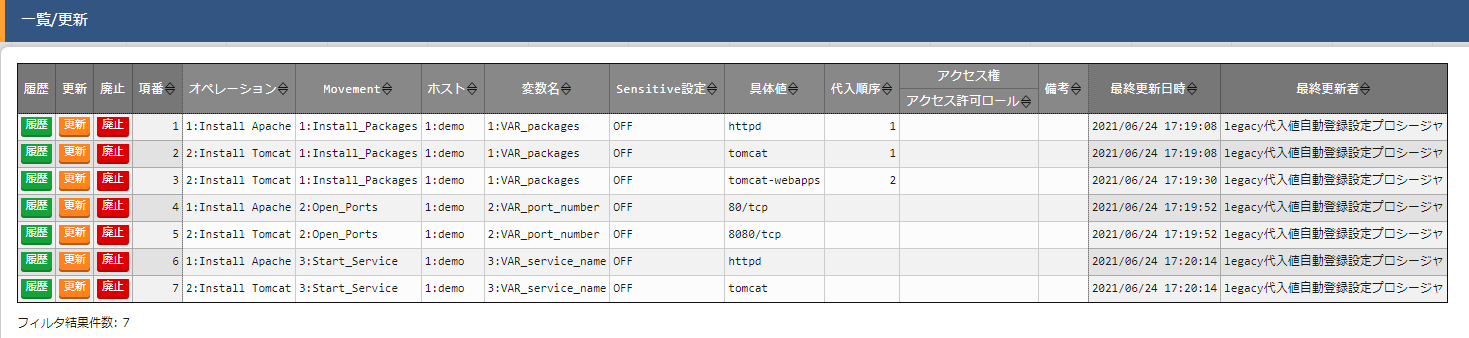 一覧/更新
履歴 更新 廃止 項番 オペレーション Movement ホスト 変数名 Sensitive設定 具体値 代入順序 アクセス権 備考 最終更新日時 最終更新者
アクセス許可ロール
履歴 更新 廃止 1 1:Install Apache 1:Install_Packages 1:demo 1:VAR_packages OFF httpd 1 2021/06/24 17:19:08 legacy代入値自動登録設定プロシージャ
履歴 更新 廃止 2 2:Install Tomcat 1:Install_Packages 1:demo 1:VAR_packages OFF tomcat 1 2021/06/24 17:19:08 legacy代入値自動登録設定プロシージャ
履歴 更新 廃止 3 2:Install Tomcat 1:Install_Packages 1:demo 1:VAR_packages OFF tomcat-webapps 2 2021/06/24 17:19:30 legacy代入値自動登録設定プロシージャ
履歴 更新 廃止 4 1:Install Apache 2:Open_Ports 1:demo 2:VAR_port_number OFF 80/tcp 2021/06/24 17:19:52 legacy代入値自動登録設定プロシージャ
履歴 更新 廃止 5 2:Install Tomcat 2:Open_Ports 1:demo 2:VAR_port_number OFF 8080/tcp 2021/06/24 17:19:52 legacy代入値自動登録設定プロシージャ
履歴 更新 廃止 6 1:Install Apache 3:Start_Service 1:demo 3:VAR_service_name OFF httpd 2021/06/24 17:20:14 legacy代入値自動登録設定プロシージャ
履歴 更新 廃止 7 2:Install Tomcat 3:Start_Service 1:demo 3:VAR_service_name OFF tomcat 2021/06/24 17:20:14 legacy代入値自動登録設定プロシージャ
フィルタ結果件数: 7